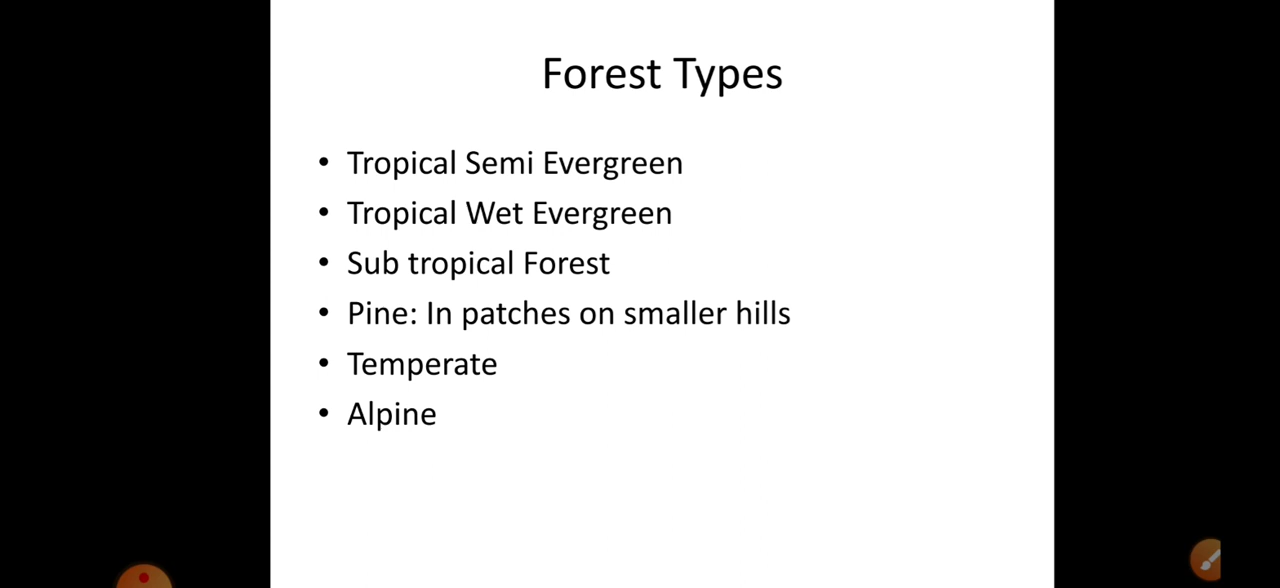 Forest Types
• Tropical Semi Evergreen
• Tropical Wet Evergreen
• Sub tropical Forest
• Pine: In patches on smaller hills
• Temperate
• Alpine